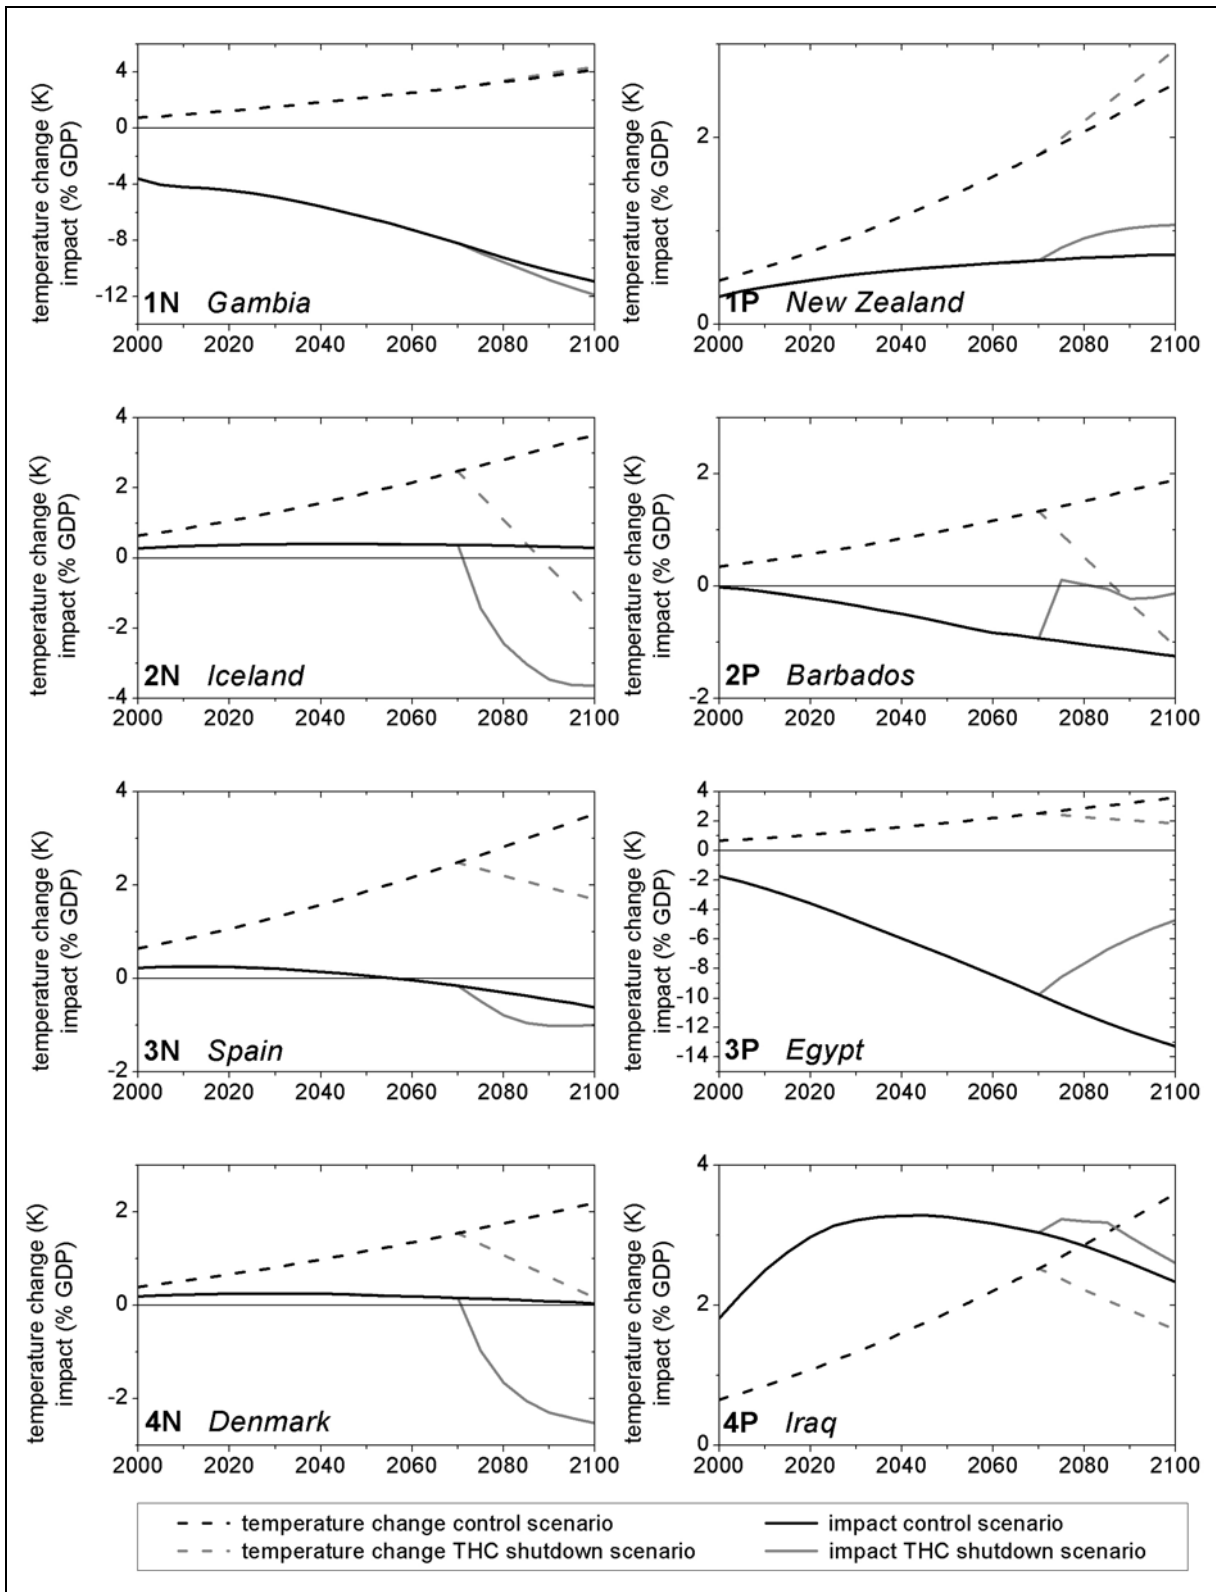 temperature change (K)
impact (% GDP)
4
0
-4
-8
-12
1N Gambia
2000 2020 2040 2060 2080 2100
temperature change (K)
impact (% GDP)
2
0
1P New Zealand
2000 2020 2040 2060 2080 2100
temperature change (K)
impact (% GDP)
4
2
0
-2
-4
2N Iceland
2000 2020 2040 2060 2080 2100
temperature change (K)
impact (% GDP)
2
0
-2
2P Barbados
2000 2020 2040 2060 2080 2100
temperature change (K)
impact (% GDP)
4
2
0
-2
3N Spain
2000 2020 2040 2060 2080 2100
temperature change (K)
impact (% GDP)
4
2
0
-2
-4
-6
-8
-10
-12
-14
3P Egypt
2000 2020 2040 2060 2080 2100
temperature change (K)
impact (% GDP)
2
0
-2
4N Denmark
2000 2020 2040 2060 2080 2100
temperature change (K)
impact (% GDP)
4
2
0
4P Iraq
2000 2020 2040 2060 2080 2100
temperature change control scenario
impact control scenario
temperature change THC shutdown scenario
impact THC shutdown scenario